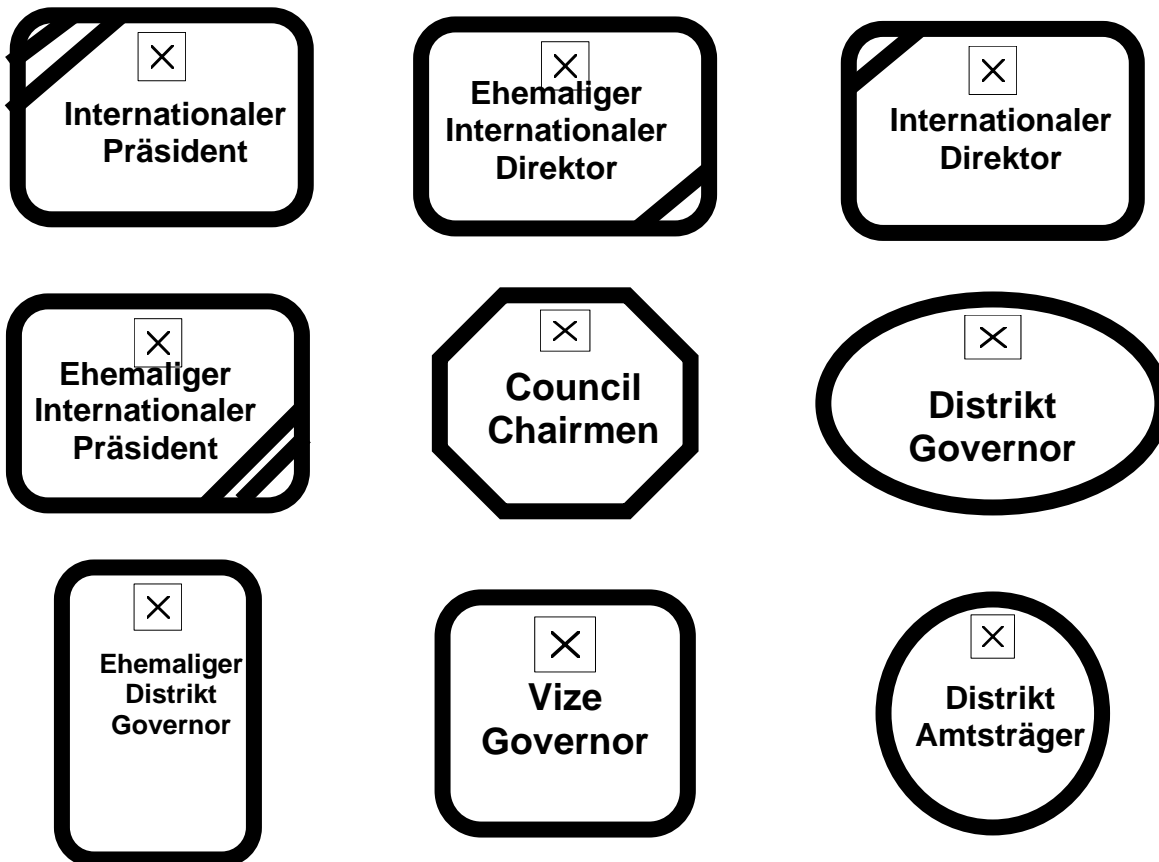 Internationaler
Präsident
Ehemaliger
Internationaler
Direktor
Internationaler
Direktor
Ehemaliger
Internationaler
Präsident
Council
Chairmen
Distrikt
Governor
Ehemaliger
Distrikt
Governor
Vize
Governor
Distrikt
Amtsträger